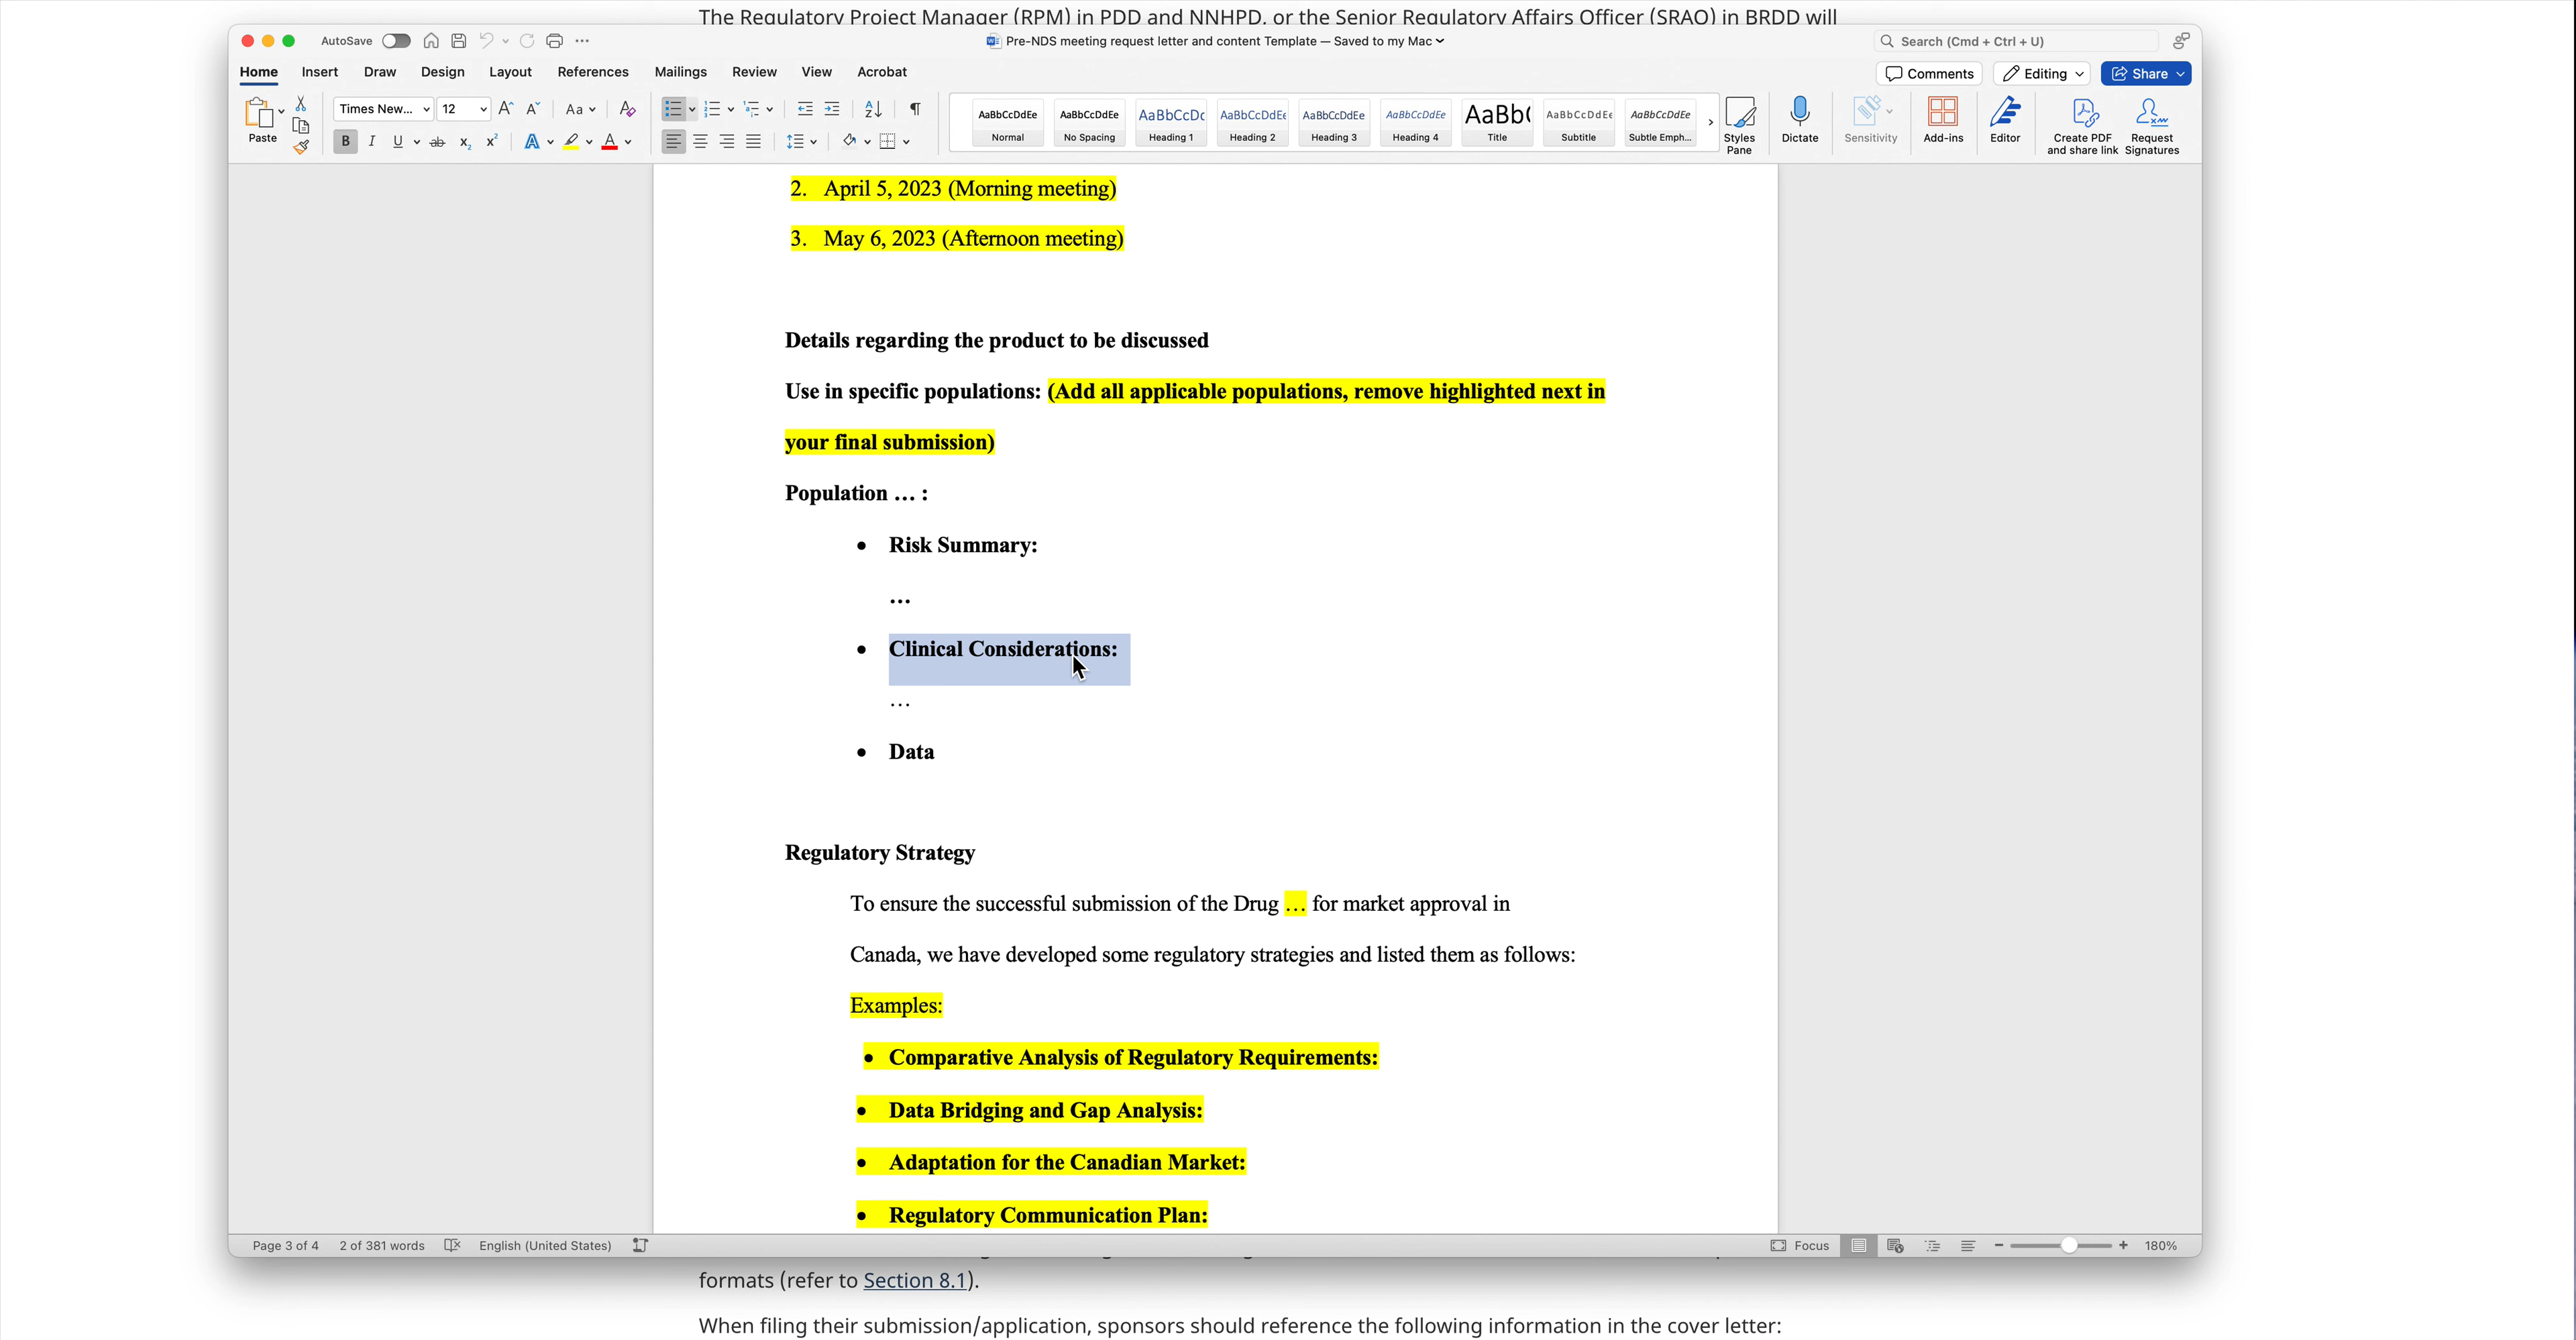 The Regulatory Project Manager (RPM) in PDD and NNHPD, or the Senior Regulatory Affairs Officer (SRAO) in BRDD will
AutoSave
Pre-NDS meeting request letter and content Template — Saved to my Mac
Search (Cmd + Ctrl + U)
Home Insert Draw Design Layout References Mailings Review View Acrobat
Comments Editing Share
Paste
Times New... 12
AaBbCcDdEe Normal
AaBbCcDdEe No Spacing
AaBbCcDc Heading 1
AaBbCcDdEe Heading 2
AaBbCcDdEe Heading 3
AaBbCcDdEe Heading 4
AaBb( Title
AaBbCcDdEe Subtitle
AaBbCcDdEe Subtle Emph...
Styles Pane
Dictate
Sensitivity
Add-ins
Editor
Create PDF and share link
Request Signatures
2. April 5, 2023 (Morning meeting)
3. May 6, 2023 (Afternoon meeting)
Details regarding the product to be discussed
Use in specific populations: (Add all applicable populations, remove highlighted next in
your final submission)
Population … :
• Risk Summary:
…
• Clinical Considerations:
…
• Data
Regulatory Strategy
To ensure the successful submission of the Drug … for market approval in
Canada, we have developed some regulatory strategies and listed them as follows:
Examples:
• Comparative Analysis of Regulatory Requirements:
• Data Bridging and Gap Analysis:
• Adaptation for the Canadian Market:
• Regulatory Communication Plan:
Page 3 of 4 2 of 381 words English (United States) Focus 180%
formats (refer to Section 8.1).
When filing their submission/application, sponsors should reference the following information in the cover letter: